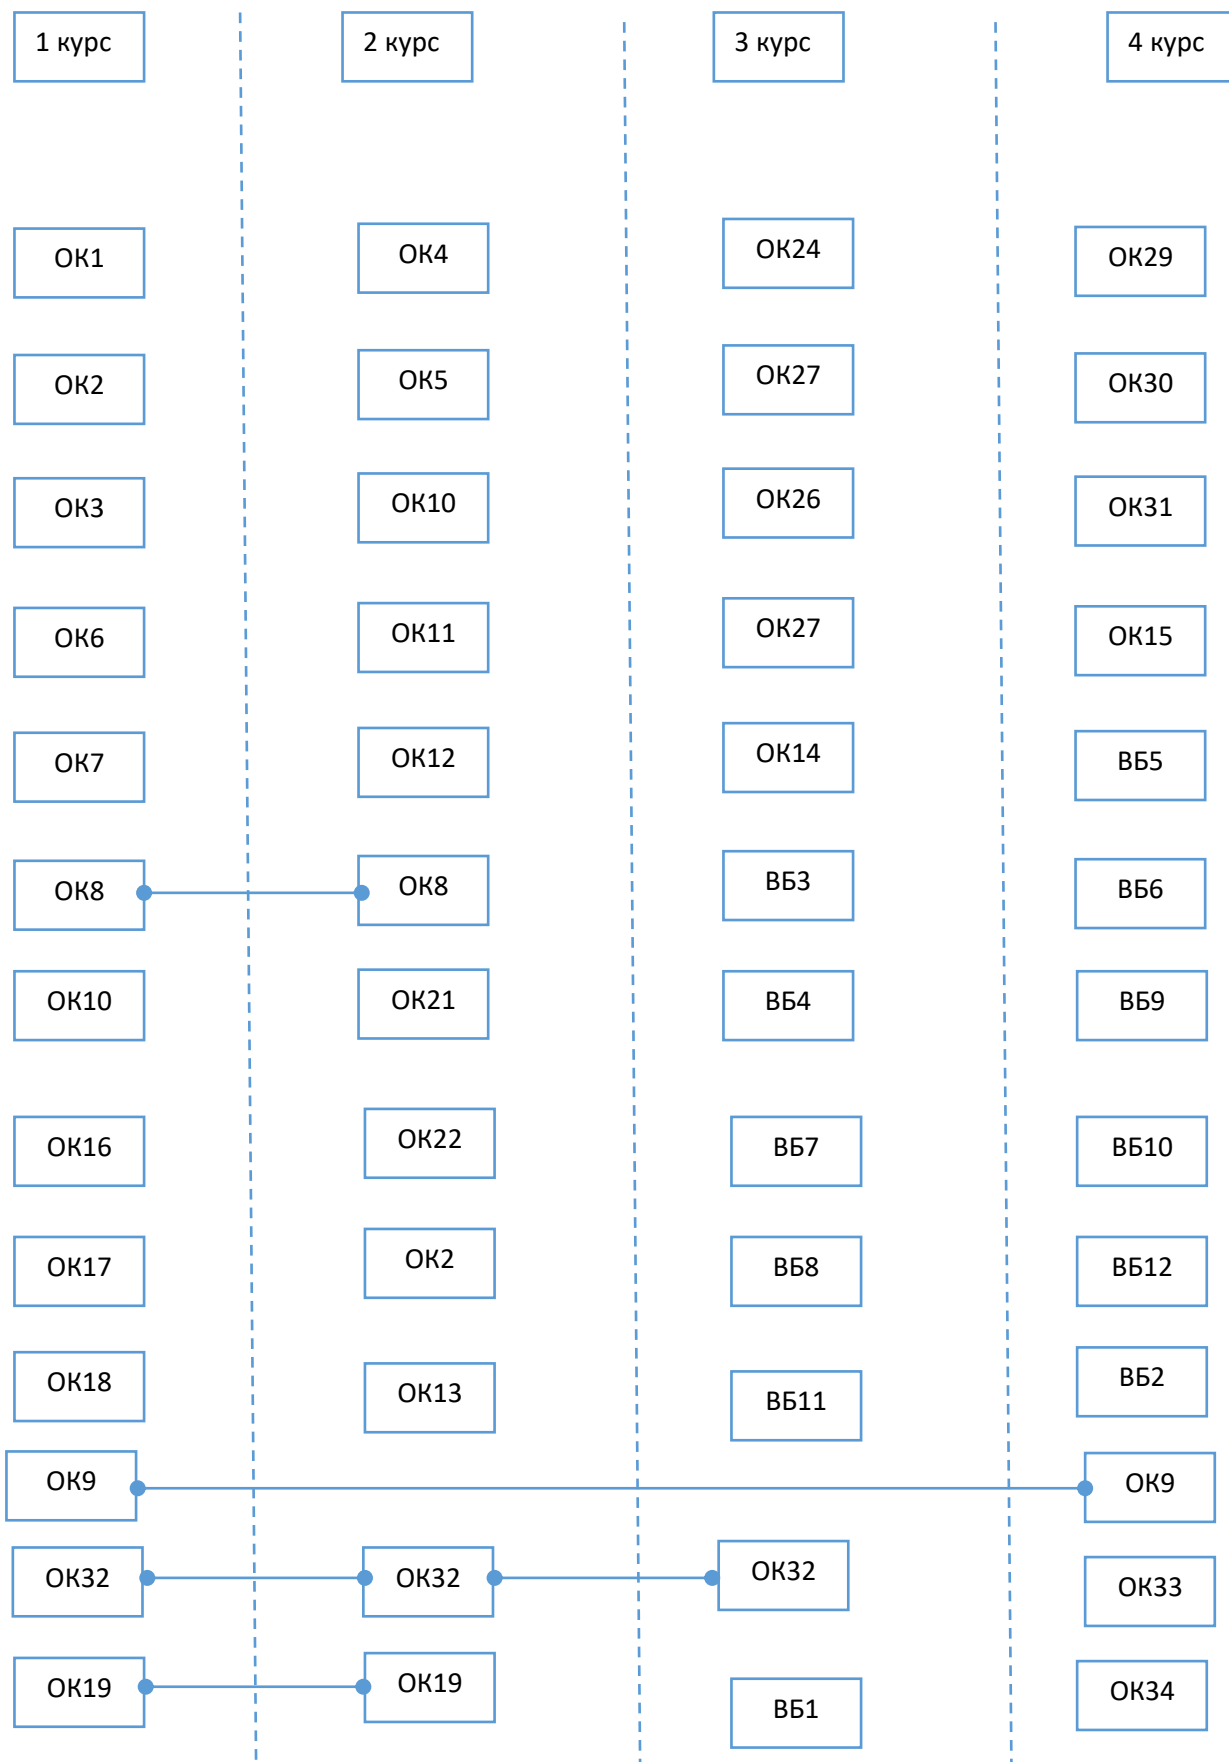 1 курс 2 курс 3 курс 4 курс
ОК1 ОК4 ОК24 ОК29
ОК2 ОК5 ОК27 ОК30
ОК3 ОК10 ОК26 ОК31
ОК6 ОК11 ОК27 ОК15
ОК7 ОК12 ОК14 ВБ5
ОК8 ОК8 ВБ3 ВБ6
ОК10 ОК21 ВБ4 ВБ9
ОК16 ОК22 ВБ7 ВБ10
ОК17 ОК2 ВБ8 ВБ12
ОК18 ОК13 ВБ11 ВБ2
ОК9 ОК9
ОК32 ОК32 ОК32 ОК33
ОК19 ОК19 ВБ1 ОК34